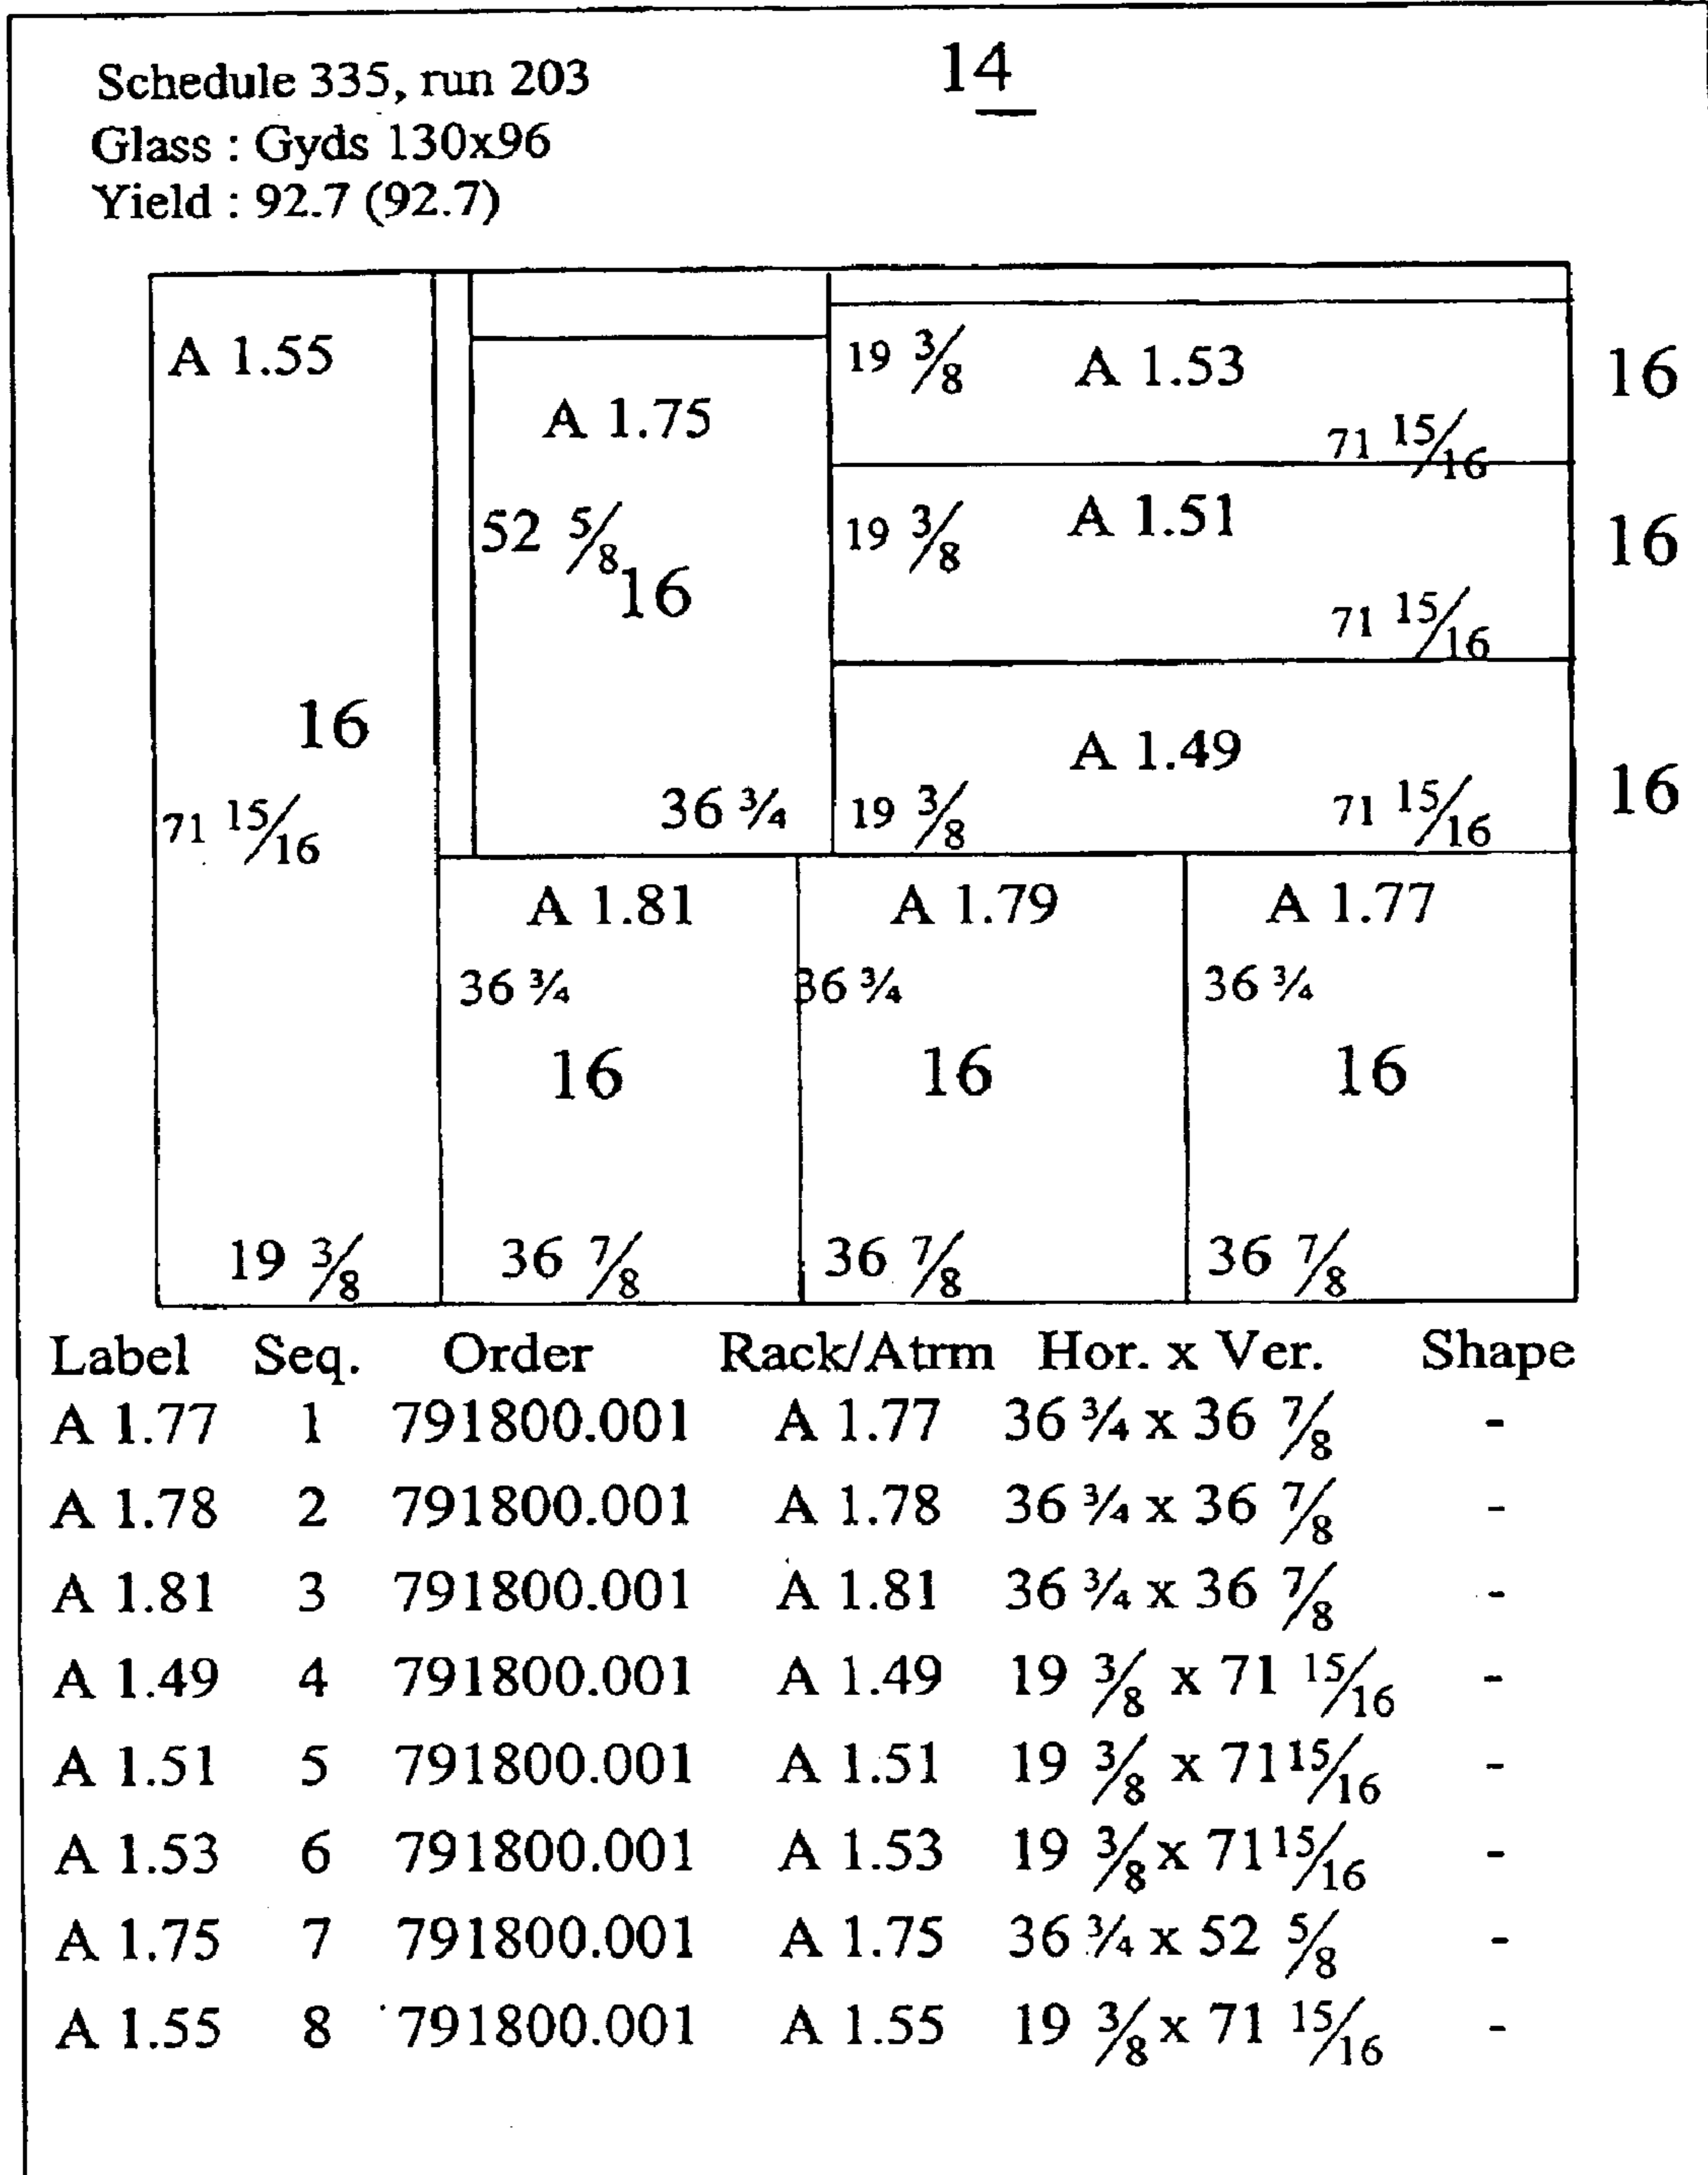 14
Schedule 335, run 203
Glass : Gyds 130x96
Yield : 92.7 (92.7)
A 1.55
16
71 15/16
19 3/8
A 1.75
52 5/8
16
36 3/4
19 3/8 A 1.53
71 15/16
16
19 3/8 A 1.51
71 15/16
16
A 1.49
19 3/8 71 15/16
16
A 1.81
36 3/4
16
36 7/8
A 1.79
36 3/4
16
36 7/8
A 1.77
36 3/4
16
36 7/8
Label Seq. Order Rack/Atrm Hor. x Ver. Shape
A 1.77 1 791800.001 A 1.77 36 3/4 x 36 7/8 -
A 1.78 2 791800.001 A 1.78 36 3/4 x 36 7/8 -
A 1.81 3 791800.001 A 1.81 36 3/4 x 36 7/8 -
A 1.49 4 791800.001 A 1.49 19 3/8 x 71 15/16 -
A 1.51 5 791800.001 A 1.51 19 3/8 x 71 15/16 -
A 1.53 6 791800.001 A 1.53 19 3/8 x 71 15/16 -
A 1.75 7 791800.001 A 1.75 36 3/4 x 52 5/8 -
A 1.55 8 791800.001 A 1.55 19 3/8 x 71 15/16 -